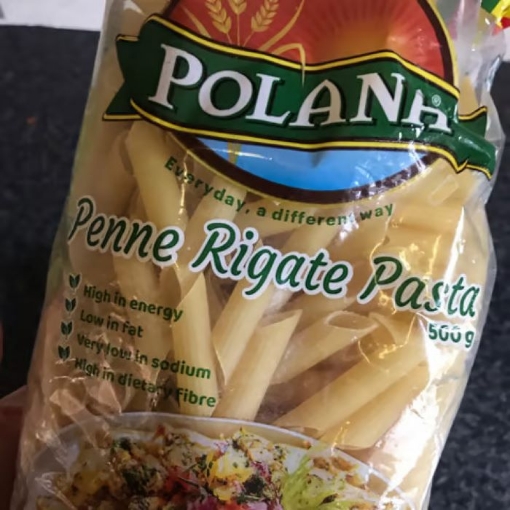 POLANA®
Everyday, a different way
Penne Rigate Pasta
500 g
High in energy
Low in fat
Very low in sodium
High in dietary Fibre